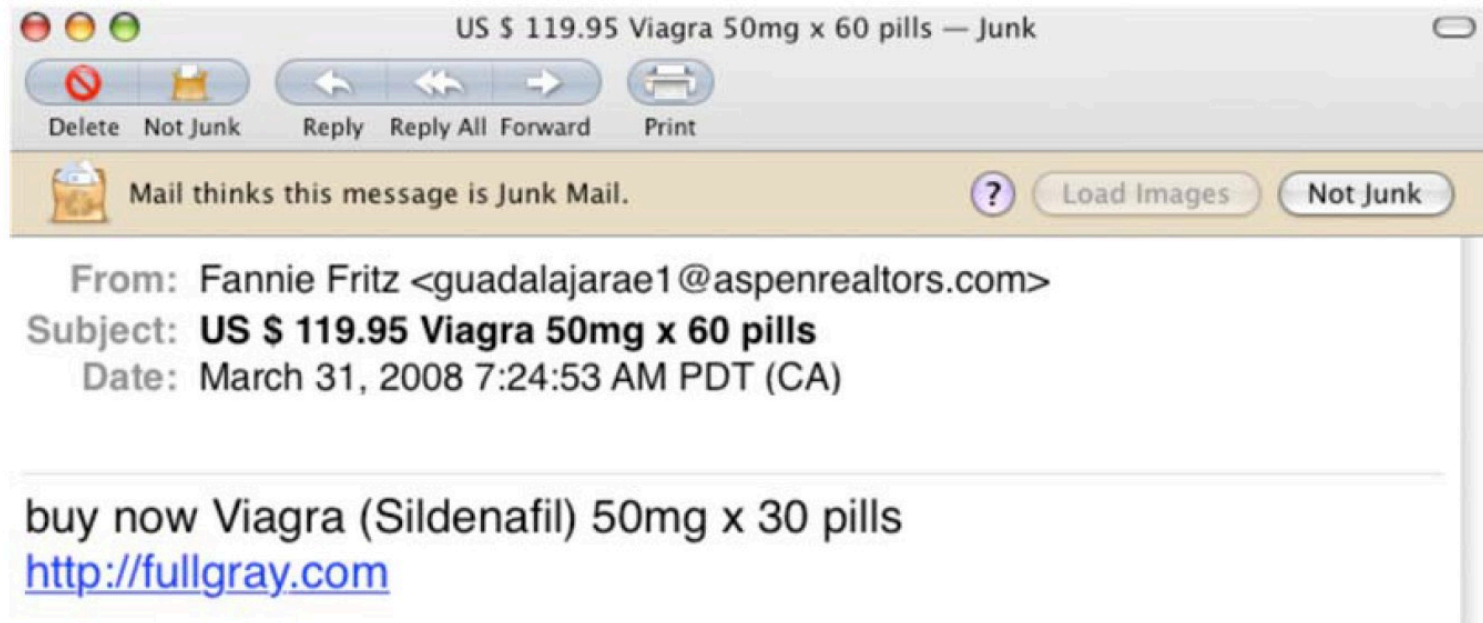 US $ 119.95 Viagra 50mg x 60 pills — Junk
Delete Not Junk Reply Reply All Forward Print
Mail thinks this message is Junk Mail. ? Load Images Not Junk
From: Fannie Fritz <guadalajarae1@aspenrealtors.com>
Subject: US $ 119.95 Viagra 50mg x 60 pills
Date: March 31, 2008 7:24:53 AM PDT (CA)
buy now Viagra (Sildenafil) 50mg x 30 pills
http://fullgray.com